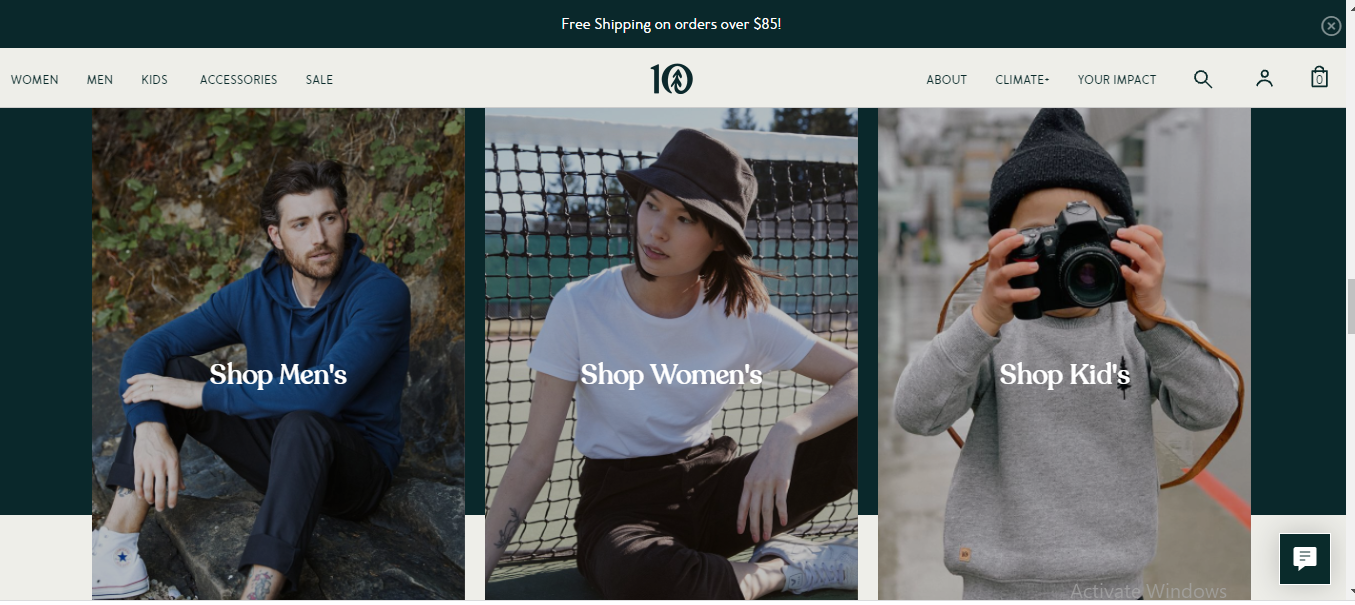 Free Shipping on orders over $85!
WOMEN MEN KIDS ACCESSORIES SALE
10
ABOUT CLIMATE+ YOUR IMPACT
0
Shop Men's
Shop Women's
Shop Kid's
Activate Windows